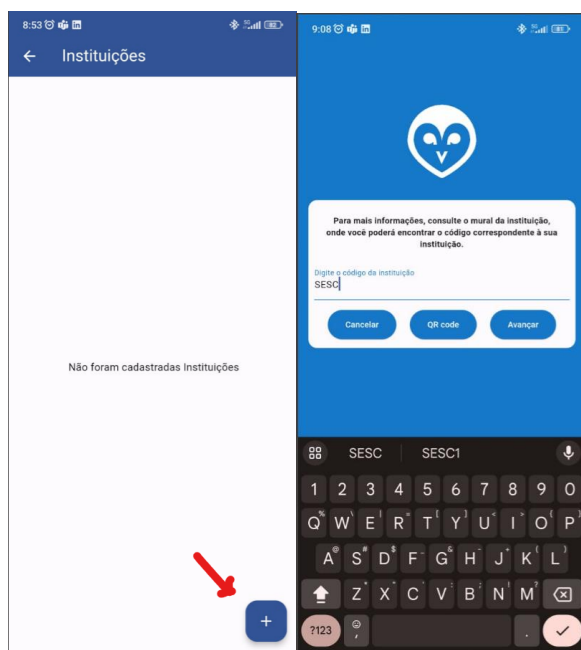 8:53
Instituições
Não foram cadastradas Instituições
+
9:08
Para mais informações, consulte o mural da instituição,
onde você poderá encontrar o código correspondente à sua
instituição.
Digite o código da instituição
SESC
Cancelar
QR code
Avançar
SESC
SESC1
1 2 3 4 5 6 7 8 9 0
Q W E R T Y U I O P
A S D F G H J K L
Z X C V B N M
?123
, .